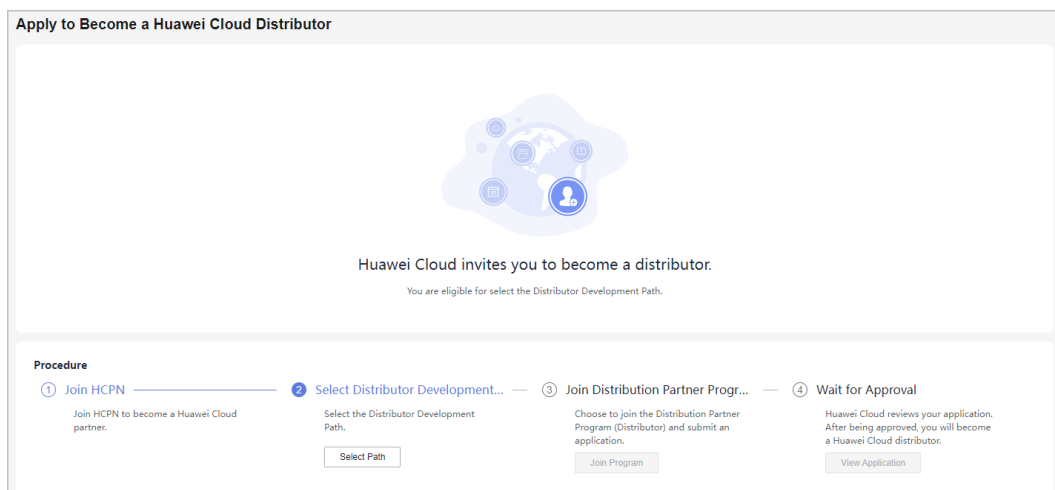 Apply to Become a Huawei Cloud Distributor
Huawei Cloud invites you to become a distributor.
You are eligible for select the Distributor Development Path.
Procedure
1 Join HCPN
Join HCPN to become a Huawei Cloud
partner.
2 Select Distributor Development...
Select the Distributor Development
Path.
Select Path
3 Join Distribution Partner Progr...
Choose to join the Distribution Partner
Program (Distributor) and submit an
application.
Join Program
4 Wait for Approval
Huawei Cloud reviews your application.
After being approved, you will become
a Huawei Cloud distributor.
View Application